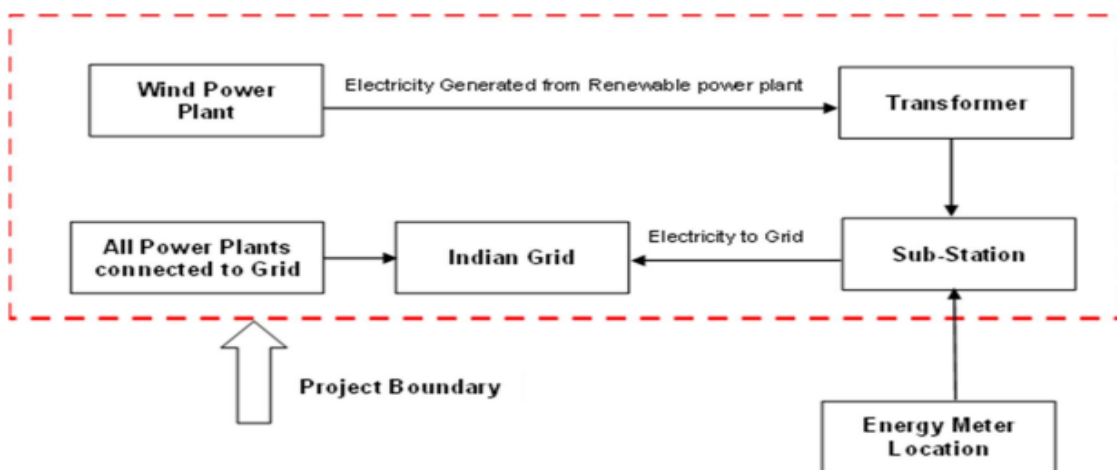 Wind Power
Plant
Electricity Generated from Renewable power plant
Transformer
All Power Plants
connected to Grid
Indian Grid
Electricity to Grid
Sub-Station
Project Boundary
Energy Meter
Location